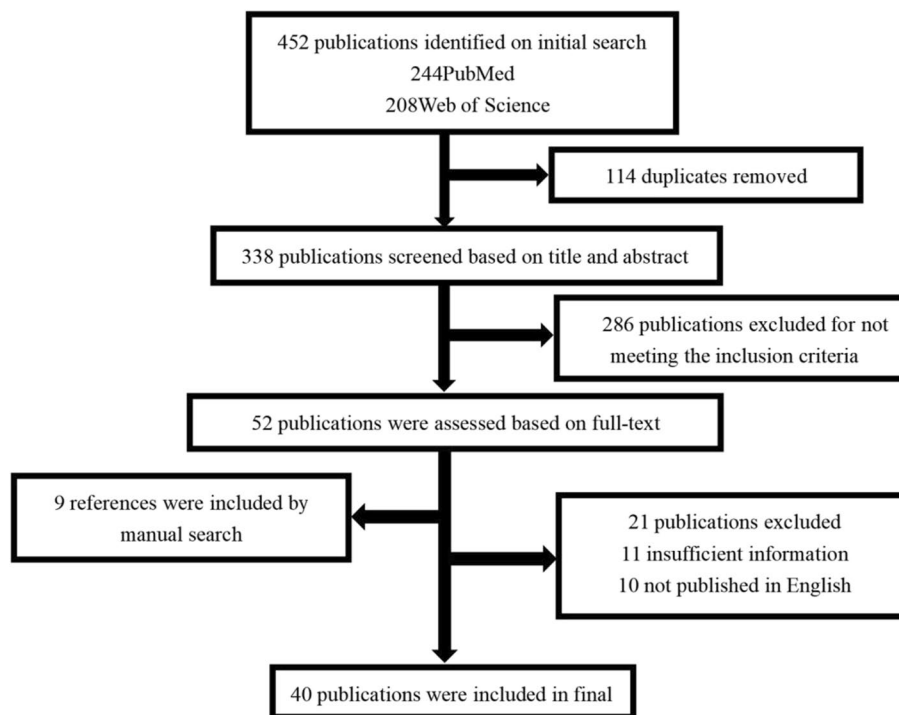 452 publications identified on initial search
244PubMed
208Web of Science
114 duplicates removed
338 publications screened based on title and abstract
286 publications excluded for not
meeting the inclusion criteria
52 publications were assessed based on full-text
9 references were included by
manual search
21 publications excluded
11 insufficient information
10 not published in English
40 publications were included in final